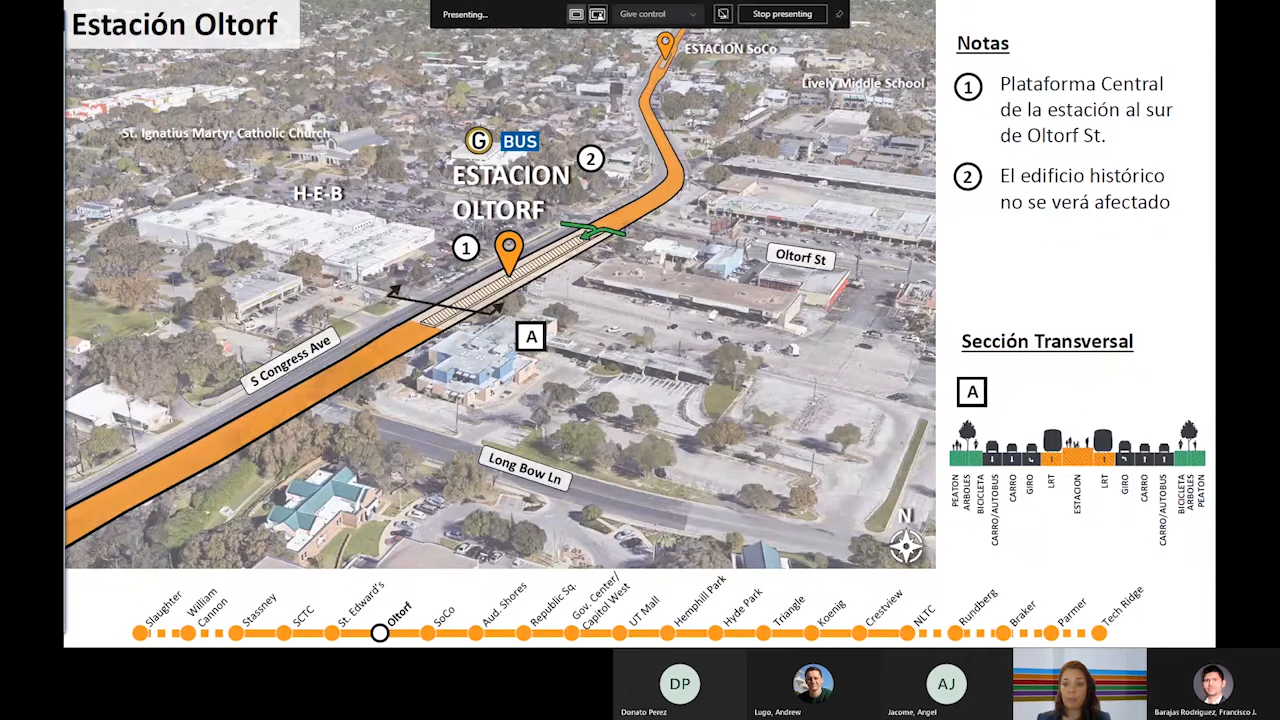 Estación Oltorf
Presenting...
Give control
Stop presenting
ESTACIÓN SoCo
Lively Middle School
St. Ignatius Martyr Catholic Church
G
BUS
2
ESTACION
OLTORF
H-E-B
1
Oltorf St
A
S Congress Ave
Long Bow Ln
N
Notas
1
Plataforma Central
de la estación al sur
de Oltorf St.
2
El edificio histórico
no se verá afectado
Sección Transversal
A
PEATON
ARBOLES
BICICLETA
CARRO/AUTOBUS
CARRO
GIRO
LRT
ESTACION
LRT
GIRO
CARRO
CARRO/AUTOBUS
BICICLETA
ARBOLES
PEATON
Slaughter
William
Cannon
Stassney
SCTC
St. Edward's
Oltorf
SoCo
Aud. Shores
Republic Sq.
Gov. Center/
Capitol West
UT Mall
Hemphill Park
Hyde Park
Triangle
Koenig
Crestview
NLTC
Rundberg
Braker
Parmer
Tech Ridge
DP
Donato Perez
Lugo, Andrew
AJ
Jacome, Angel
Barajas Rodriguez, Francisco J.